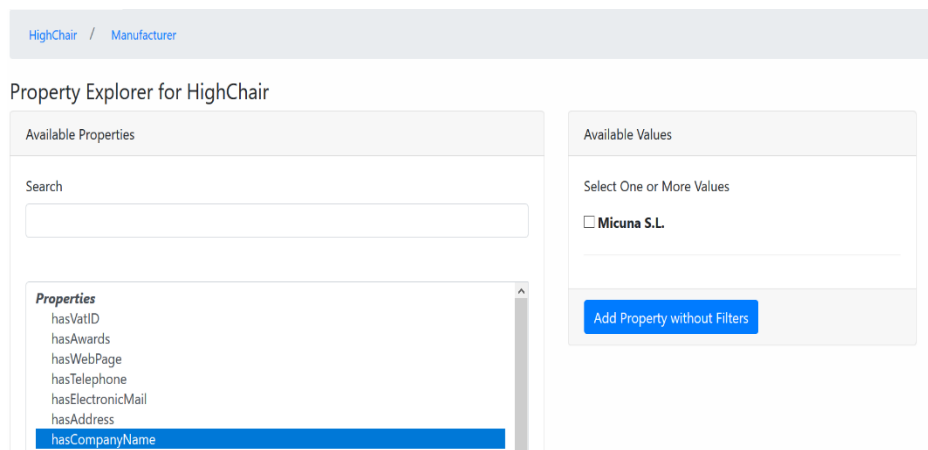 HighChair / Manufacturer
Property Explorer for HighChair
Available Properties
Search
Properties
hasVatID
hasAwards
hasWebPage
hasTelephone
hasElectronicMail
hasAddress
hasCompanyName
Available Values
Select One or More Values
Micuna S.L.
Add Property without Filters